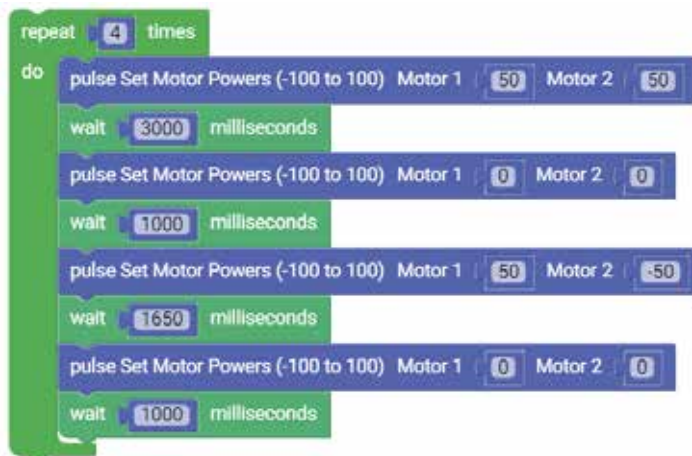 repeat 4 times
do
pulse Set Motor Powers (-100 to 100) Motor 1 50 Motor 2 50
wait 3000 milliseconds
pulse Set Motor Powers (-100 to 100) Motor 1 0 Motor 2 0
wait 1000 milliseconds
pulse Set Motor Powers (-100 to 100) Motor 1 50 Motor 2 -50
wait 1650 milliseconds
pulse Set Motor Powers (-100 to 100) Motor 1 0 Motor 2 0
wait 1000 milliseconds